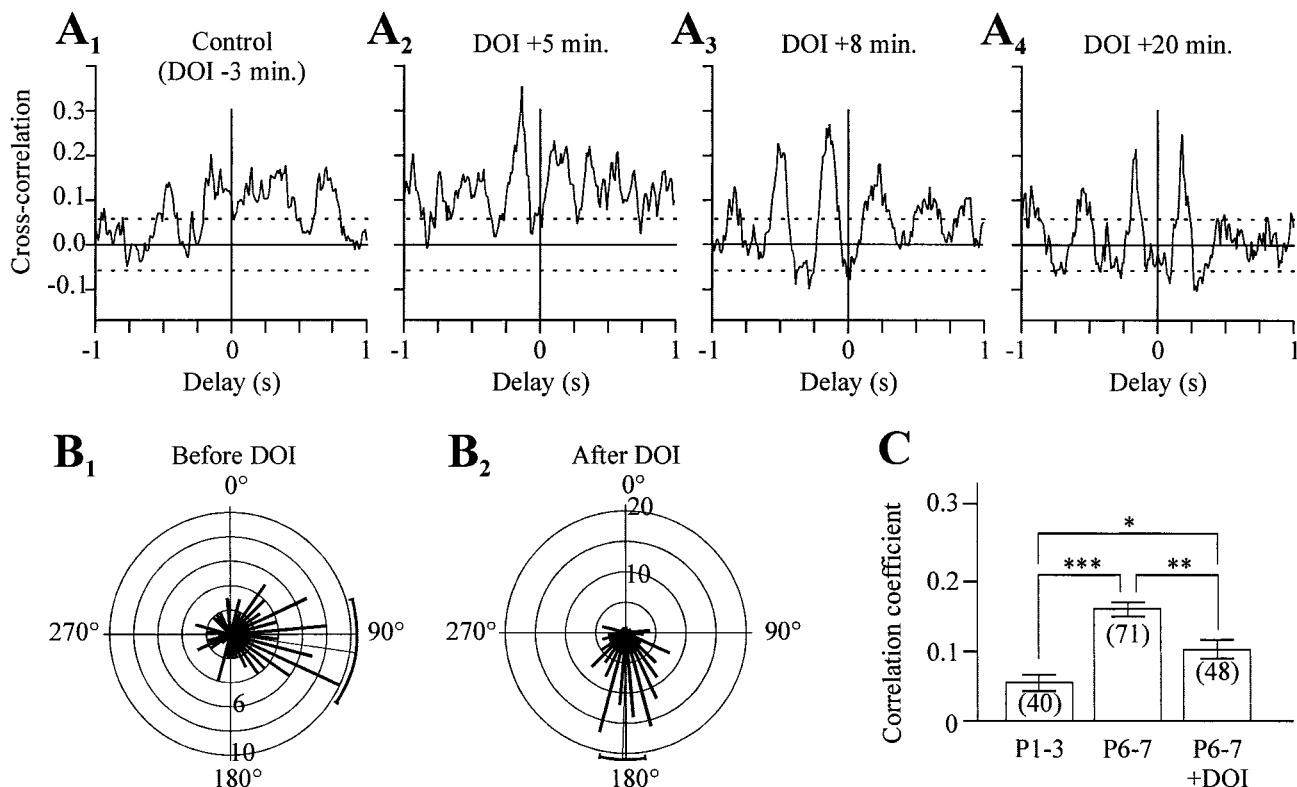 A1
Control
(DOI -3 min.)
A2
DOI +5 min.
A3
DOI +8 min.
A4
DOI +20 min.
Cross-correlation
0.3
0.2
0.1
0.0
-0.1
-1 0 1
Delay (s)
-1 0 1
Delay (s)
-1 0 1
Delay (s)
-1 0 1
Delay (s)
B1
Before DOI
0°
270°
90°
6
10
180°
B2
After DOI
0°
20
10
270°
90°
180°
C
Correlation coefficient
0.3
0.2
0.1
0
*
***
**
(40)
(71)
(48)
P1-3
P6-7
P6-7
+DOI